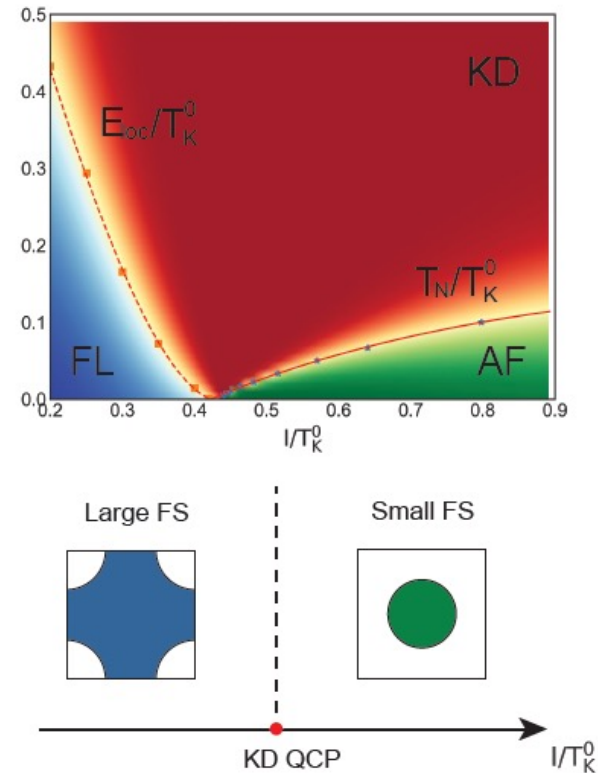 0.5
KD
0.4
E_loc/T_K^0
0.3
0.2
T_N/T_K^0
0.1
FL
AF
0.0
0.2 0.3 0.4 0.5 0.6 0.7 0.8 0.9
I/T_K^0
Large FS
Small FS
KD QCP
I/T_K^0